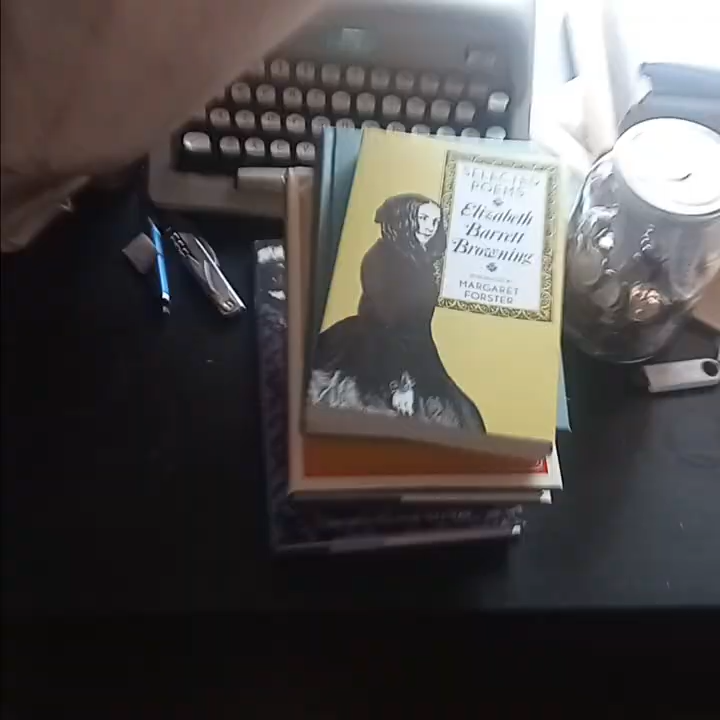 SELECTED
POEMS
Elizabeth
Barrett
Browning
MARGARET
FORSTER